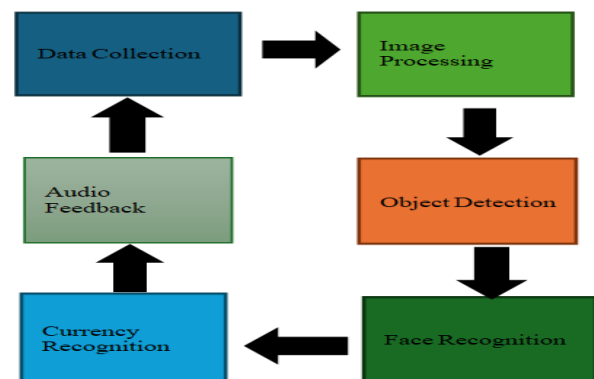 Data Collection
Image
Processing
Audio
Feedback
Object Detection
Currency
Recognition
Face Recognition